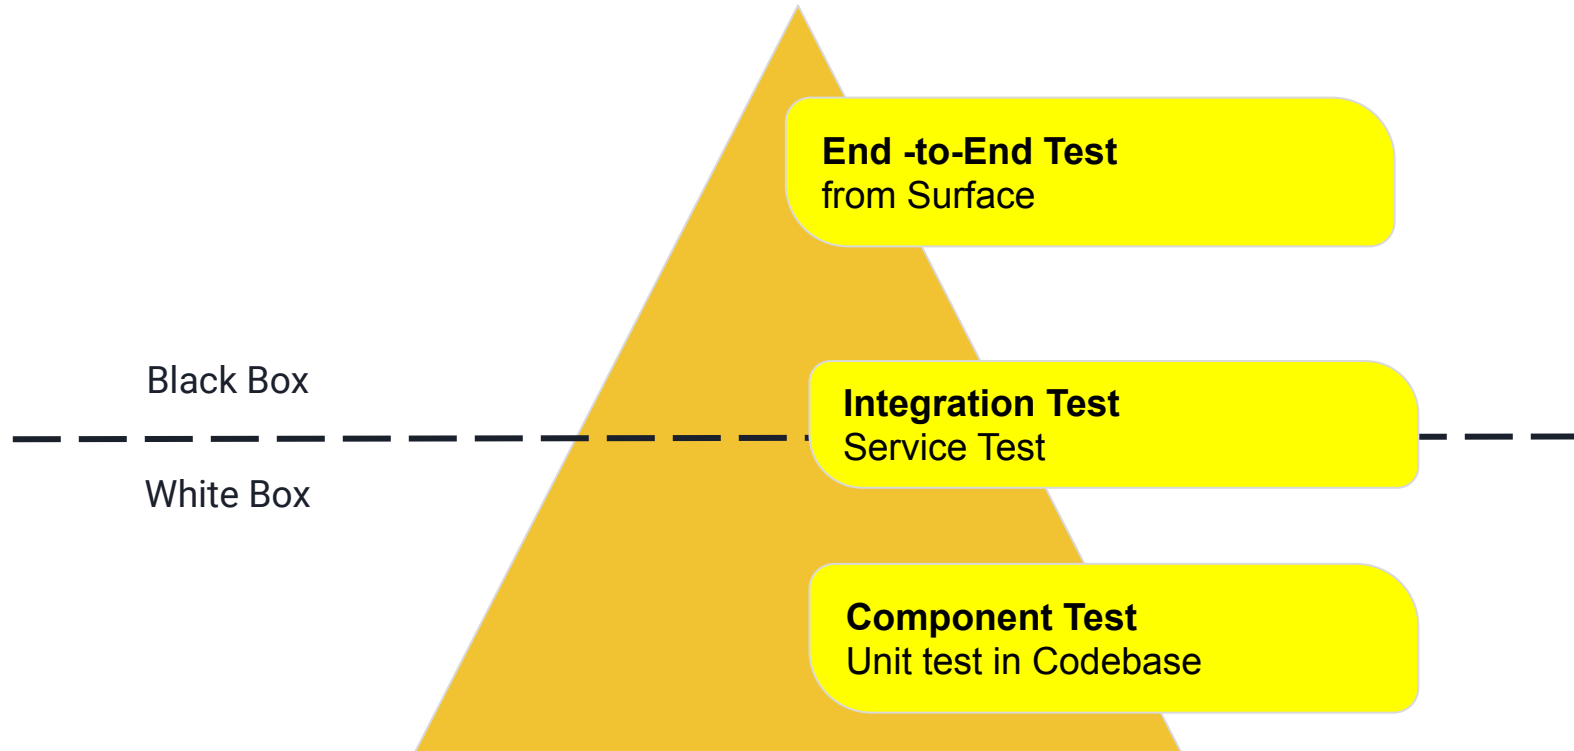 End -to-End Test
from Surface
Black Box
Integration Test
Service Test
White Box
Component Test
Unit test in Codebase